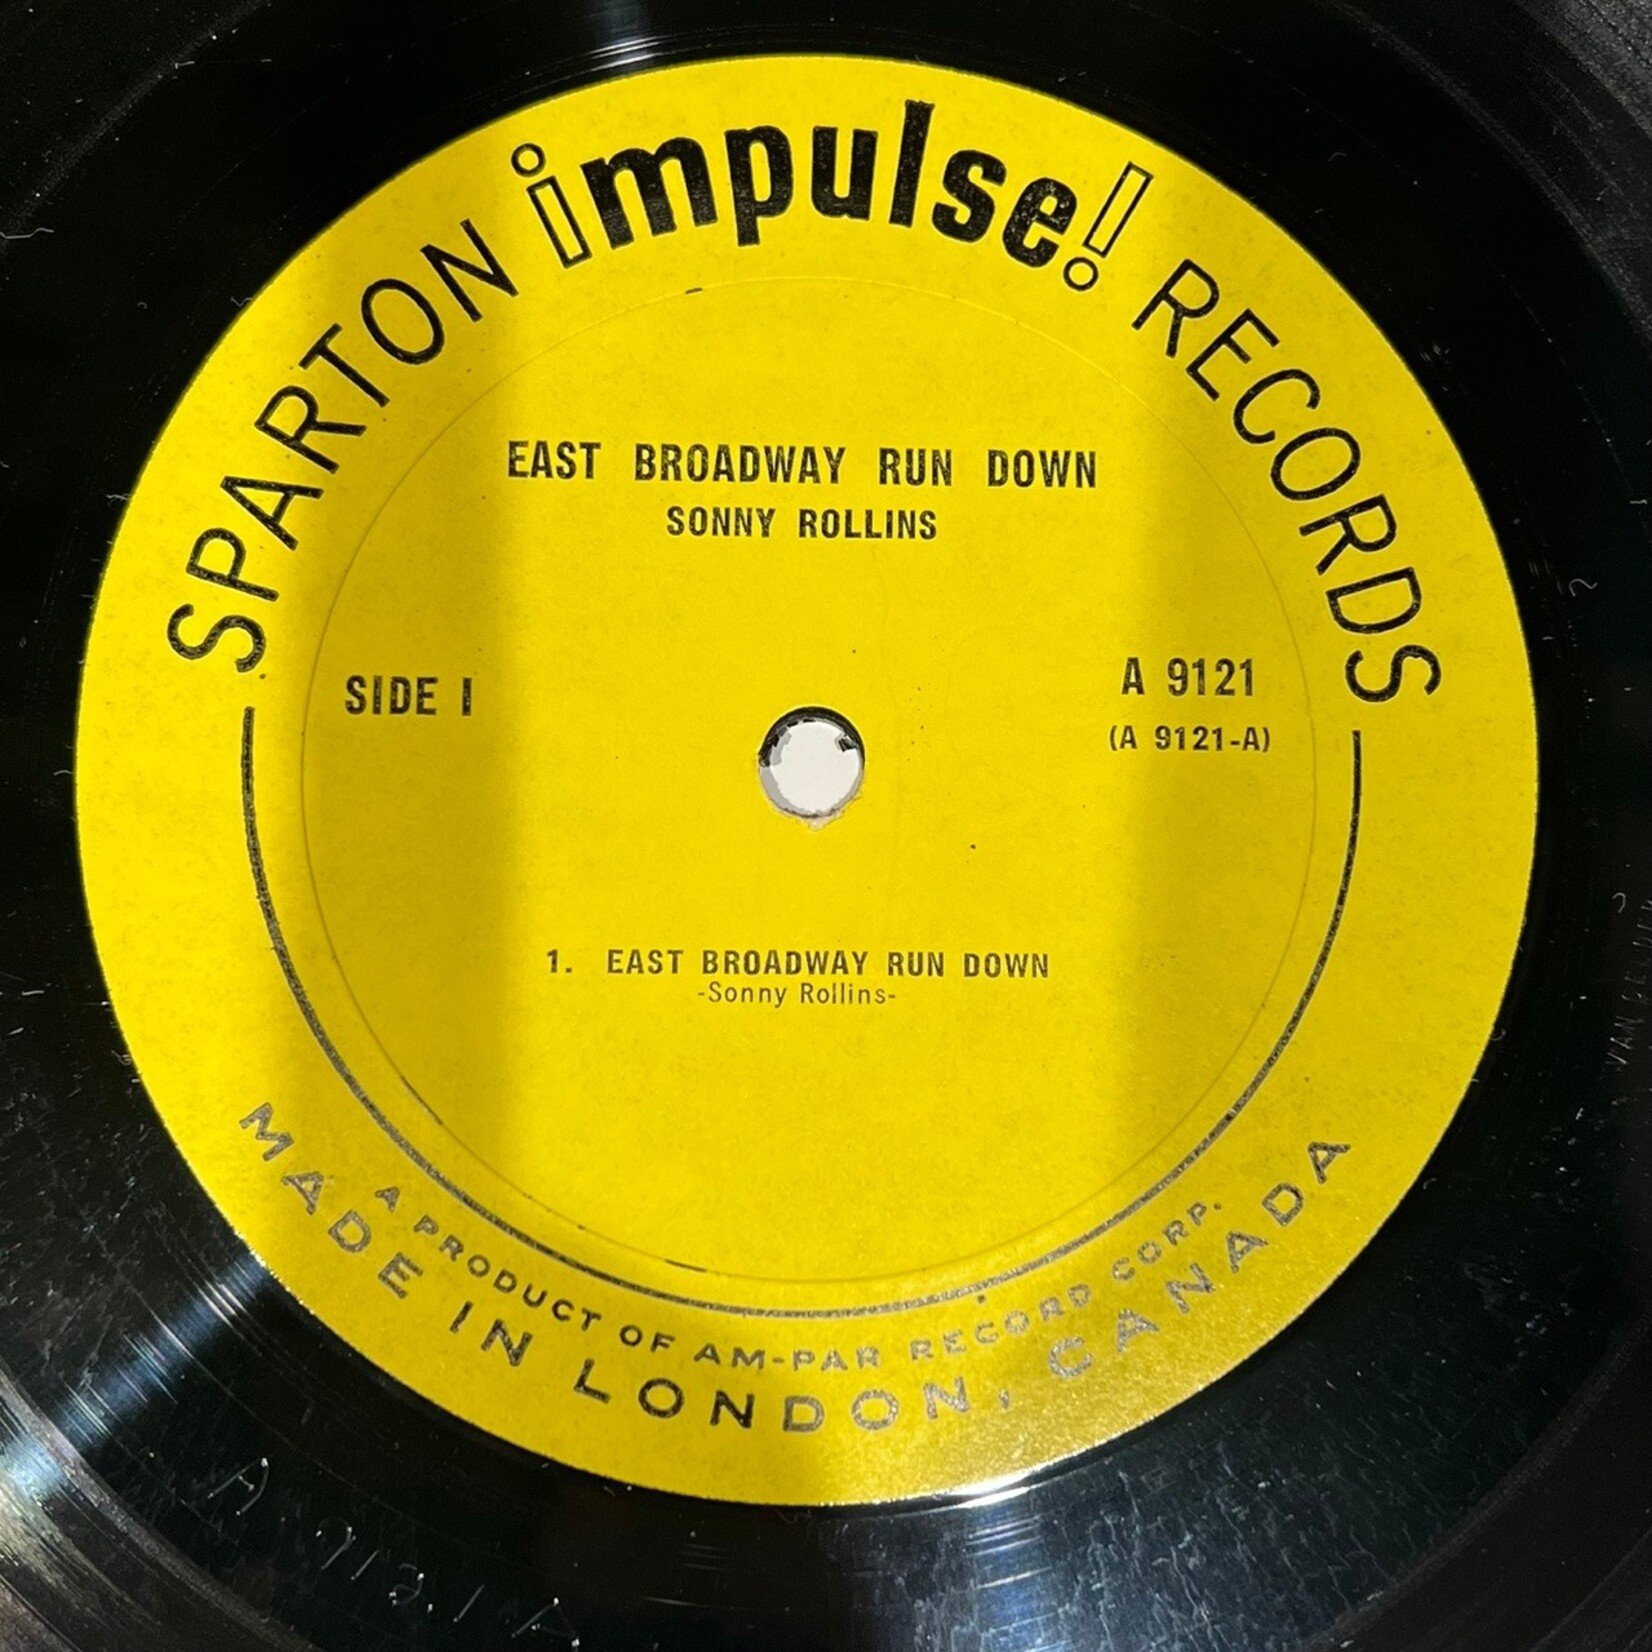 SPARTON impulse! RECORDS
EAST BROADWAY RUN DOWN
SONNY ROLLINS
SIDE I
A 9121
(A 9121-A)
1. EAST BROADWAY RUN DOWN
-Sonny Rollins-
A PRODUCT OF AM-PAR RECORD CORP.
MADE IN LONDON, CANADA
A 9121 A